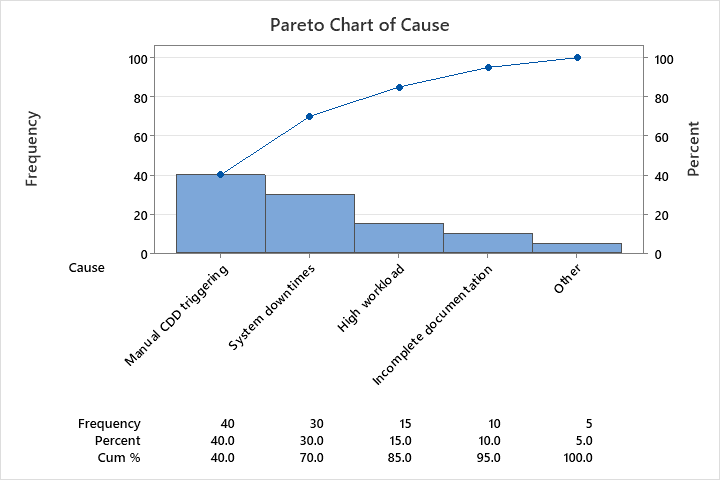 Pareto Chart of Cause
Frequency
Percent
100 100
80 80
60 60
40 40
20 20
0 0
Cause Manual CDD triggering System downtimes High workload Incomplete documentation Other
Frequency 40 30 15 10 5
Percent 40.0 30.0 15.0 10.0 5.0
Cum % 40.0 70.0 85.0 95.0 100.0